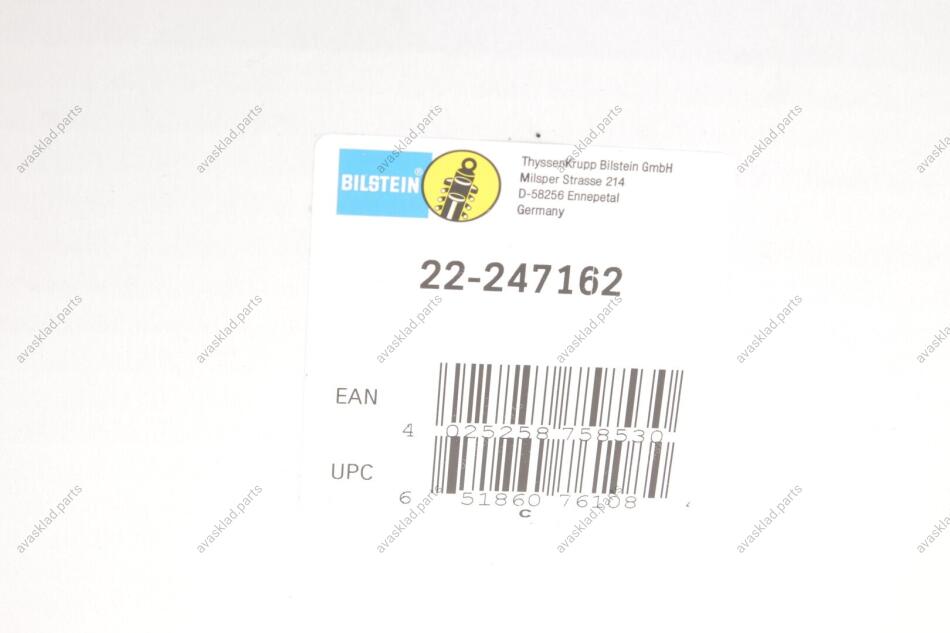 BILSTEIN®
ThyssenKrupp Bilstein GmbH
Milsper Strasse 214
D-58256 Ennepetal
Germany
22-247162
EAN
4 025258 758530
UPC
6 51860 76108
C
avasklad.parts